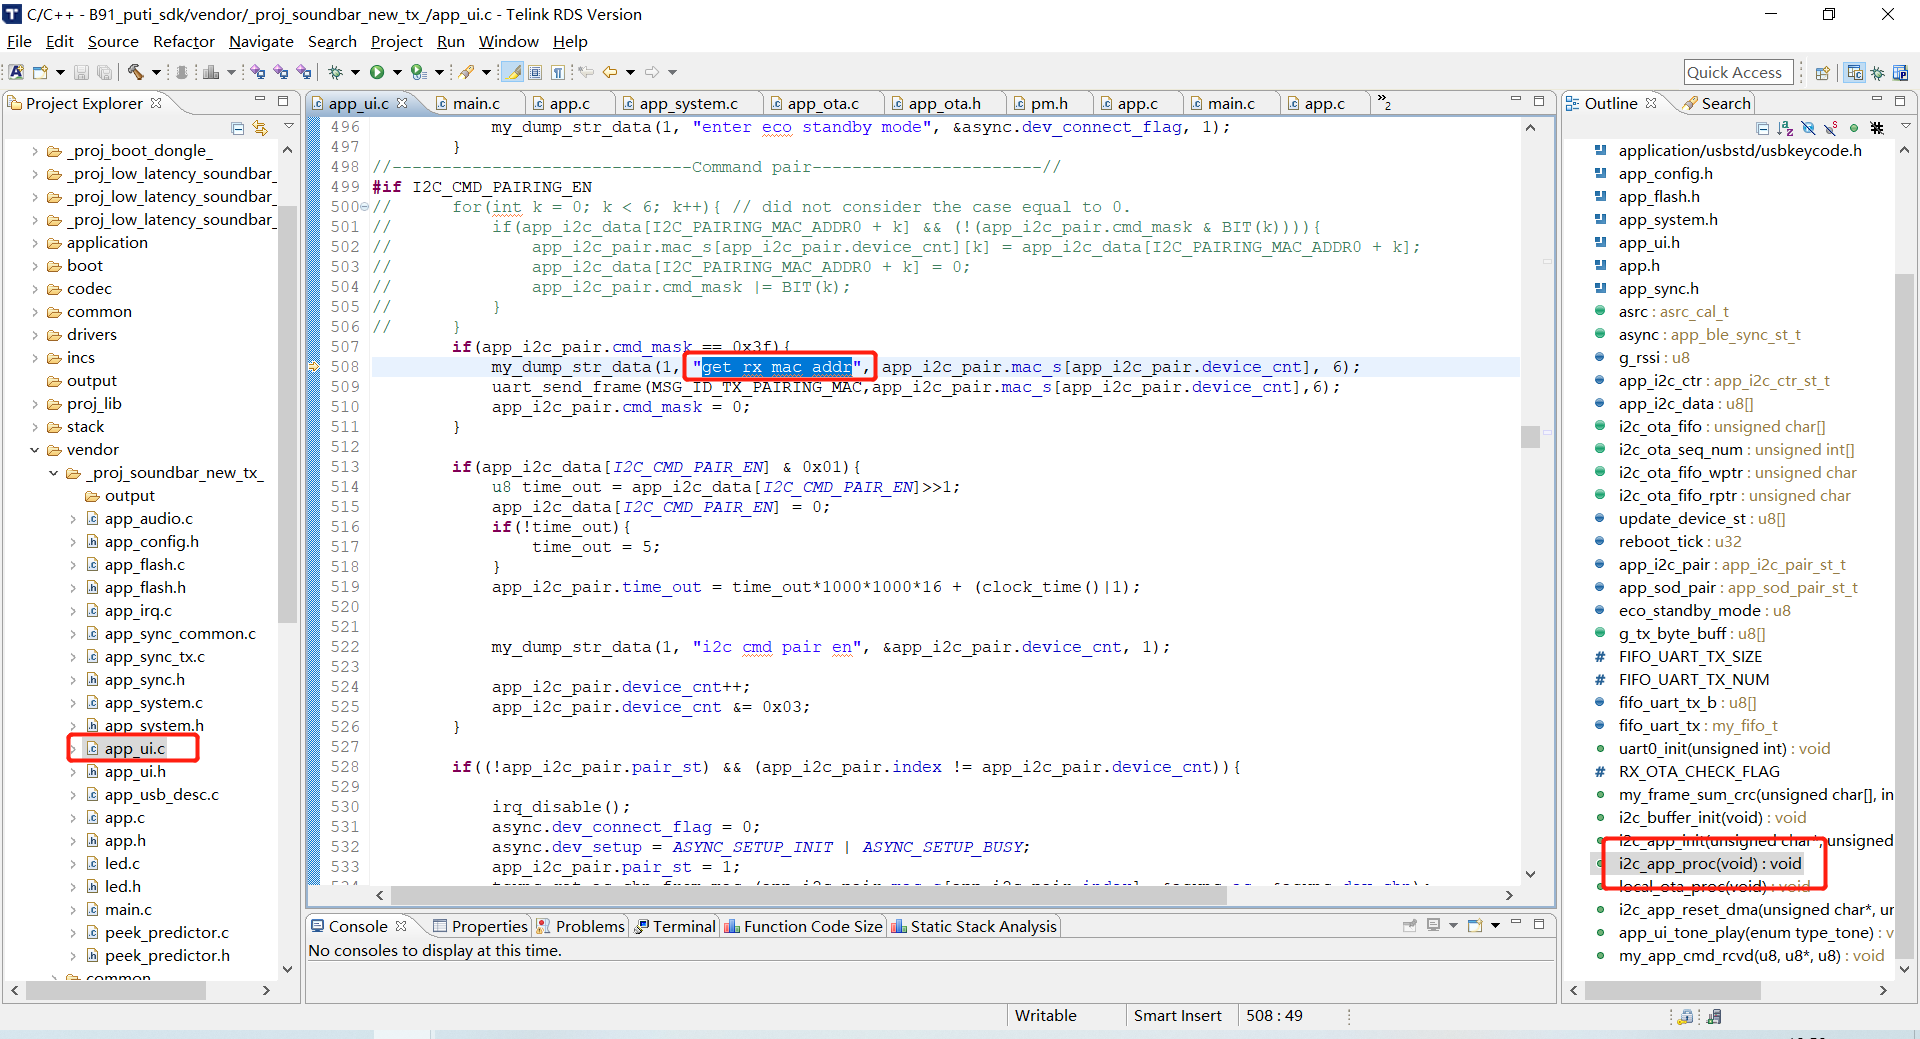 C/C++ - B91_puti_sdk/vendor/_proj_soundbar_new_tx_/app_ui.c - Telink RDS Version
File Edit Source Refactor Navigate Search Project Run Window Help
Quick Access
Project Explorer
_proj_boot_dongle_
_proj_low_latency_soundbar_
_proj_low_latency_soundbar_
_proj_low_latency_soundbar_
application
boot
codec
common
drivers
incs
output
proj_lib
stack
vendor
_proj_soundbar_new_tx_
output
app_audio.c
app_config.h
app_flash.c
app_flash.h
app_irq.c
app_sync_common.c
app_sync_tx.c
app_sync.h
app_system.c
app_system.h
app_ui.c
app_ui.h
app_usb_desc.c
app.c
app.h
led.c
led.h
main.c
peek_predictor.c
peek_predictor.h
common
app_ui.c main.c app.c app_system.c app_ota.c app_ota.h pm.h app.c main.c app.c »2
496 my_dump_str_data(1, "enter eco standby mode", &async.dev_connect_flag, 1);
497 }
498 //------------------------------Command pair-----------------------//
499 #if I2C_CMD_PAIRING_EN
500 // for(int k = 0; k < 6; k++){ // did not consider the case equal to 0.
501 // if(app_i2c_data[I2C_PAIRING_MAC_ADDR0 + k] && (!(app_i2c_pair.cmd_mask & BIT(k)))){
502 // app_i2c_pair.mac_s[app_i2c_pair.device_cnt][k] = app_i2c_data[I2C_PAIRING_MAC_ADDR0 + k];
503 // app_i2c_data[I2C_PAIRING_MAC_ADDR0 + k] = 0;
504 // app_i2c_pair.cmd_mask |= BIT(k);
505 // }
506 // }
507 if(app_i2c_pair.cmd_mask == 0x3f){
508 my_dump_str_data(1, "get rx mac addr", app_i2c_pair.mac_s[app_i2c_pair.device_cnt], 6);
509 uart_send_frame(MSG_ID_TX_PAIRING_MAC,app_i2c_pair.mac_s[app_i2c_pair.device_cnt],6);
510 app_i2c_pair.cmd_mask = 0;
511 }
512
513 if(app_i2c_data[I2C_CMD_PAIR_EN] & 0x01){
514 u8 time_out = app_i2c_data[I2C_CMD_PAIR_EN]>>1;
515 app_i2c_data[I2C_CMD_PAIR_EN] = 0;
516 if(!time_out){
517 time_out = 5;
518 }
519 app_i2c_pair.time_out = time_out*1000*1000*16 + (clock_time()|1);
520
521
522 my_dump_str_data(1, "i2c cmd pair en", &app_i2c_pair.device_cnt, 1);
523
524 app_i2c_pair.device_cnt++;
525 app_i2c_pair.device_cnt &= 0x03;
526 }
527
528 if((!app_i2c_pair.pair_st) && (app_i2c_pair.index != app_i2c_pair.device_cnt)){
529
530 irq_disable();
531 async.dev_connect_flag = 0;
532 async.dev_setup = ASYNC_SETUP_INIT | ASYNC_SETUP_BUSY;
533 app_i2c_pair.pair_st = 1;
Console Properties Problems Terminal Function Code Size Static Stack Analysis
No consoles to display at this time.
Outline Search
application/usbstd/usbkeycode.h
app_config.h
app_flash.h
app_system.h
app_ui.h
app.h
app_sync.h
asrc : asrc_cal_t
async : app_ble_sync_st_t
g_rssi : u8
app_i2c_ctr : app_i2c_ctr_st_t
app_i2c_data : u8[]
i2c_ota_fifo : unsigned char[]
i2c_ota_seq_num : unsigned int[]
i2c_ota_fifo_wptr : unsigned char
i2c_ota_fifo_rptr : unsigned char
update_device_st : u8[]
reboot_tick : u32
app_i2c_pair : app_i2c_pair_st_t
app_sod_pair : app_sod_pair_st_t
eco_standby_mode : u8
g_tx_byte_buff : u8[]
FIFO_UART_TX_SIZE
FIFO_UART_TX_NUM
fifo_uart_tx_b : u8[]
fifo_uart_tx : my_fifo_t
uart0_init(unsigned int) : void
RX_OTA_CHECK_FLAG
my_frame_sum_crc(unsigned char[], in
i2c_buffer_init(void) : void
i2c_app_init(unsigned char*, unsigned
i2c_app_proc(void) : void
local_ota_proc(void) : void
i2c_app_reset_dma(unsigned char*, ur
app_ui_tone_play(enum type_tone) : v
my_app_cmd_rcvd(u8, u8*, u8) : void
Writable Smart Insert 508 : 49